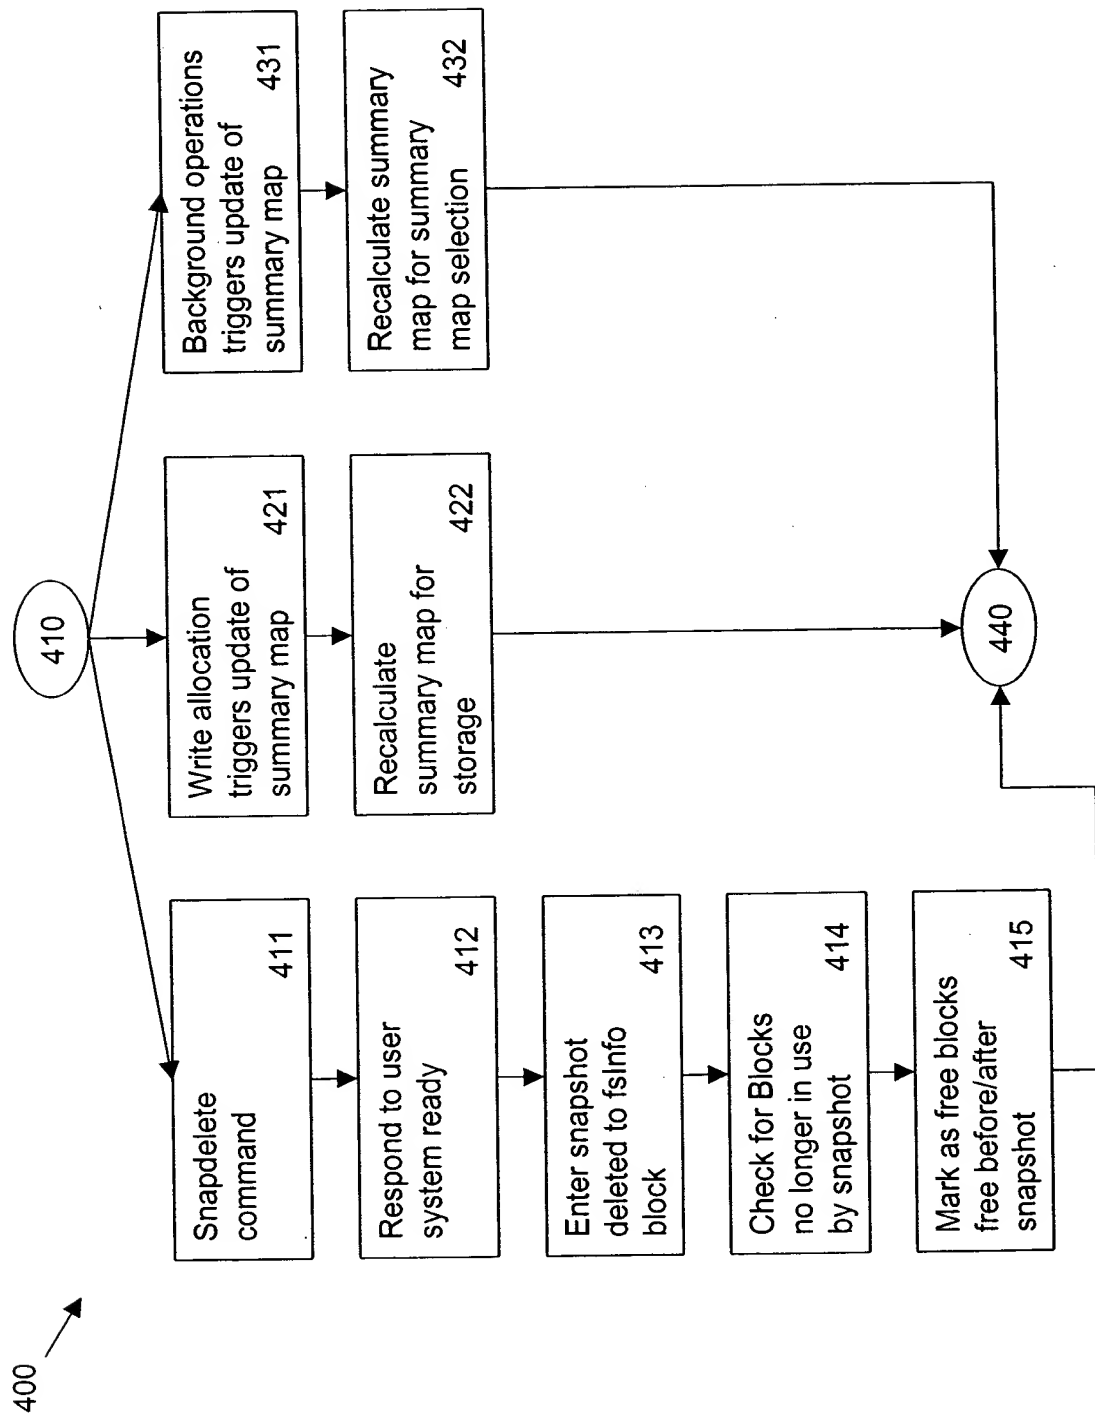 400
410
Snapdelete
command
411
Respond to user
system ready
412
Enter snapshot
deleted to fsInfo
block
413
Check for Blocks
no longer in use
by snapshot
414
Mark as free blocks
free before/after
snapshot
415
Write allocation
triggers update of
summary map
421
Recalculate
summary map for
storage
422
Background operations
triggers update of
summary map
431
Recalculate summary
map for summary
map selection
432
440